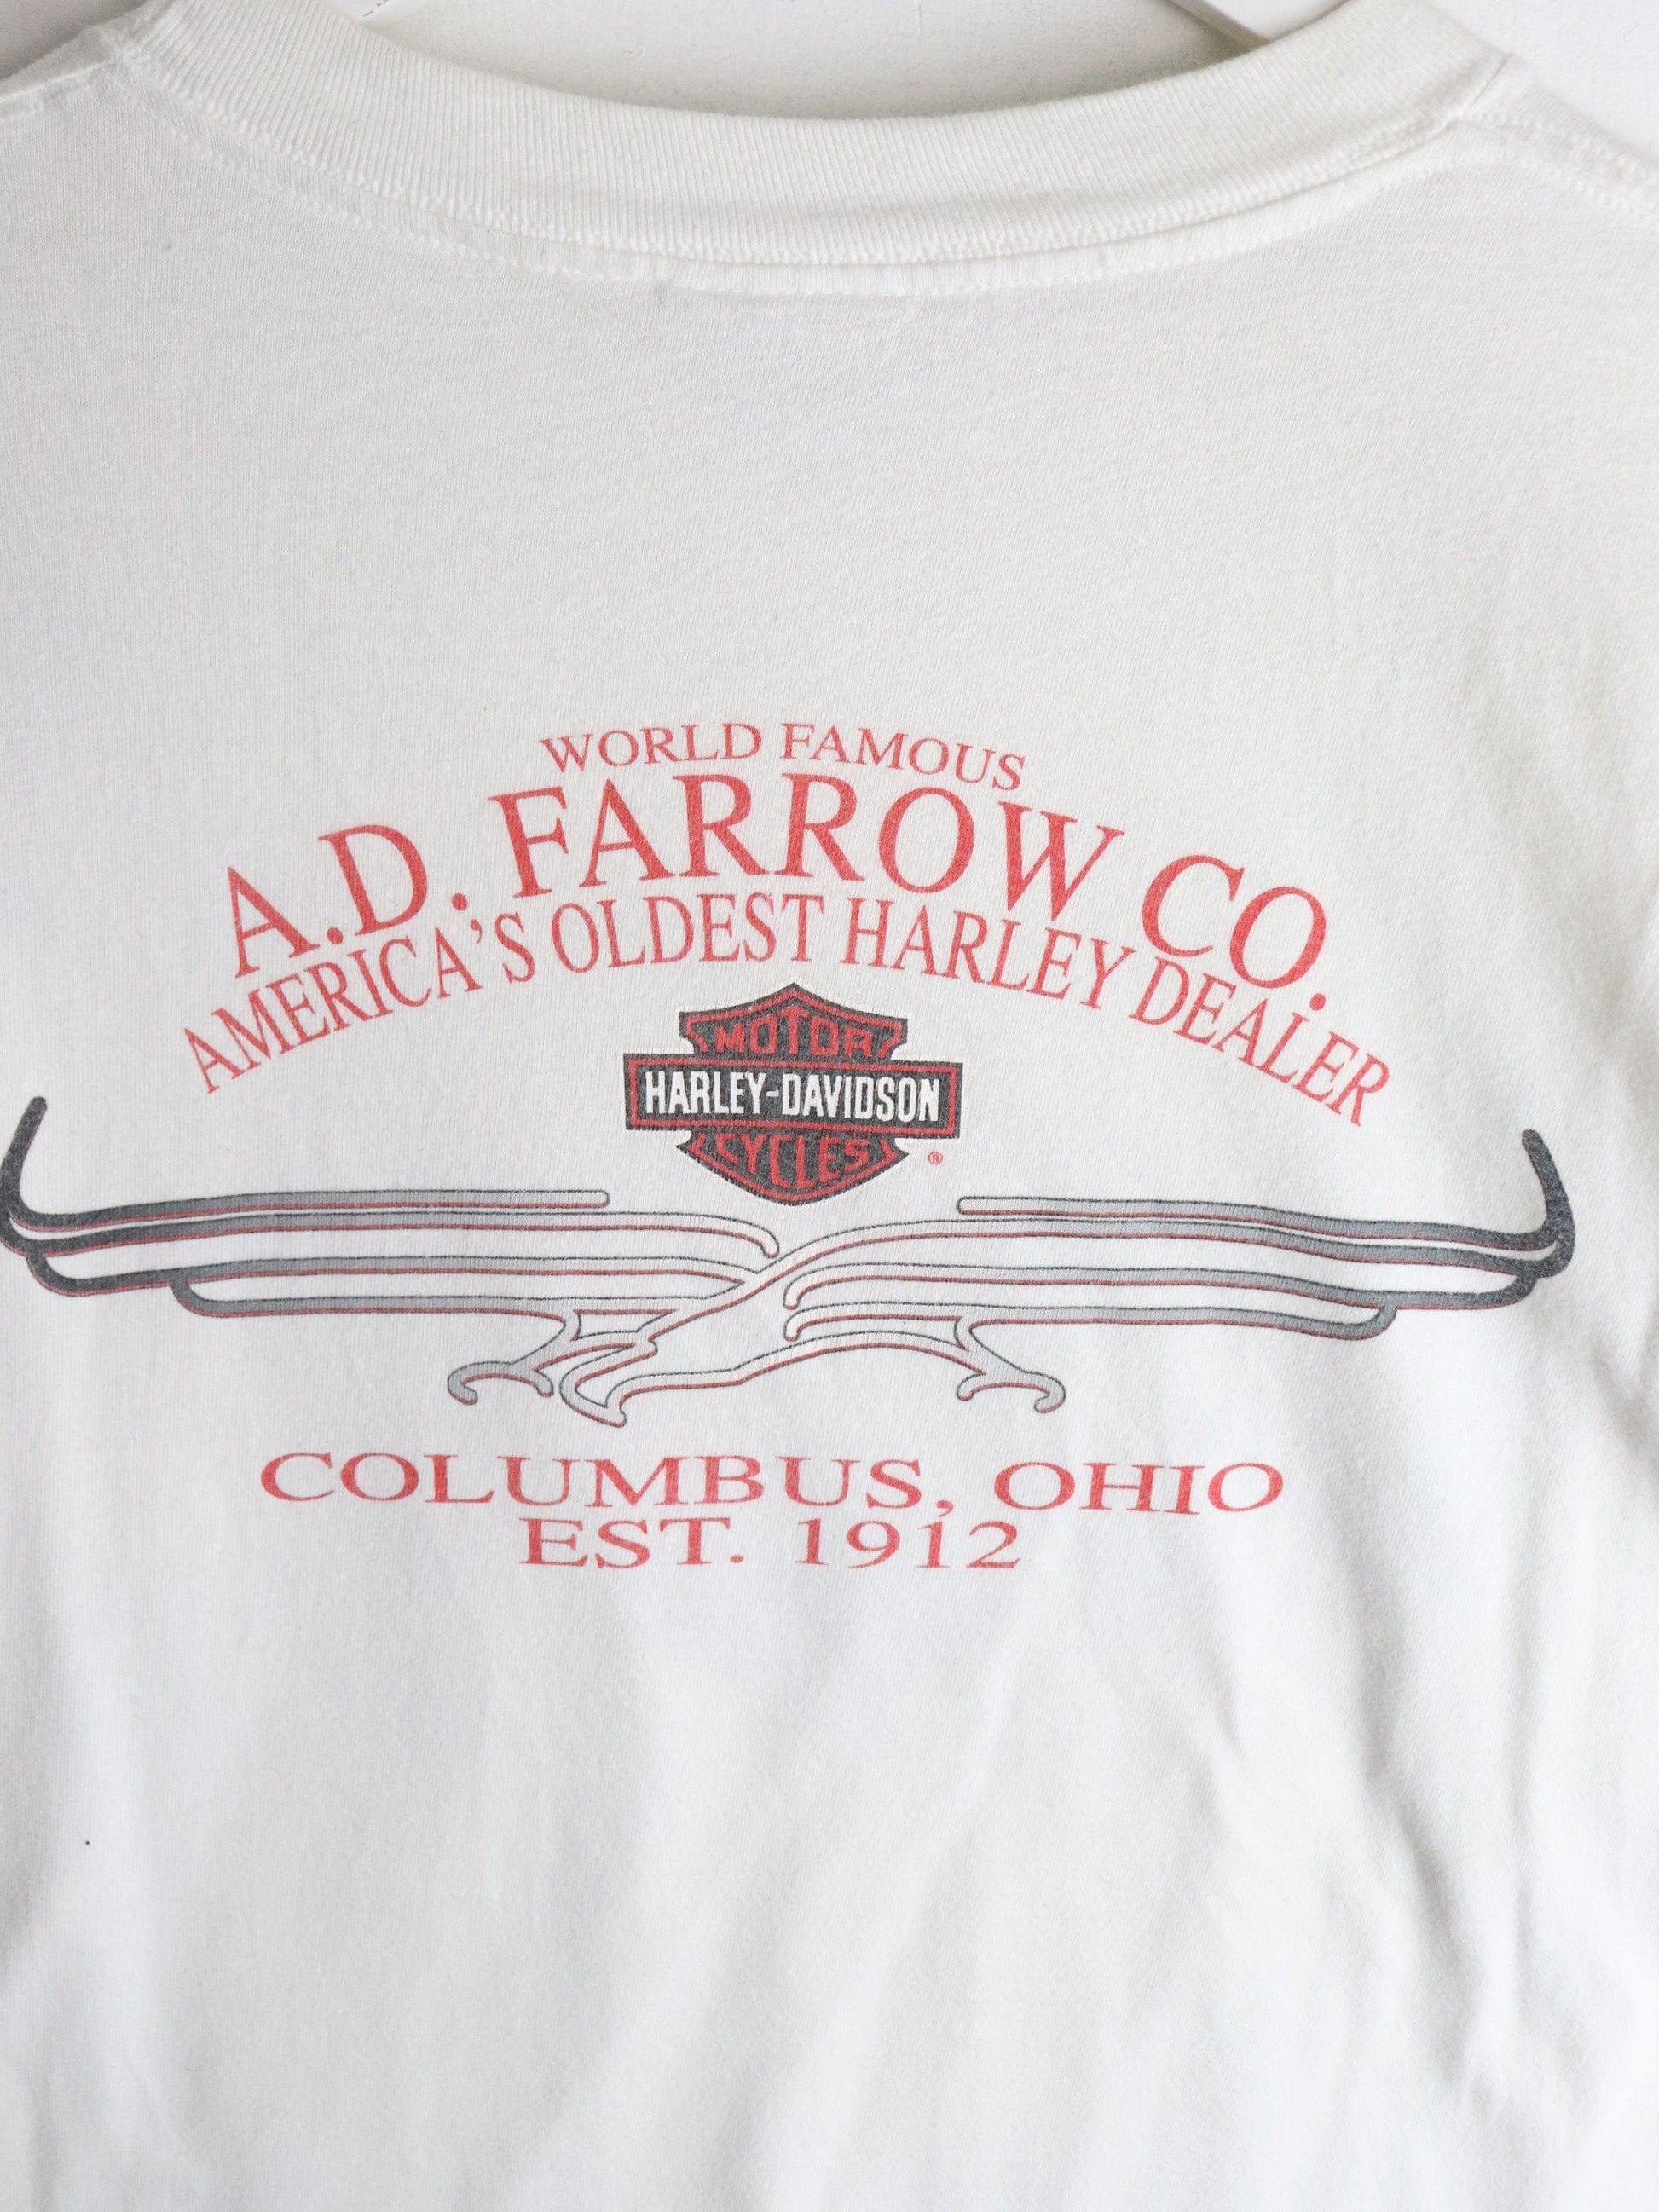 WORLD FAMOUS
A.D. FARROW CO.
AMERICA'S OLDEST HARLEY DEALER
MOTOR
HARLEY-DAVIDSON
CYCLES
®
COLUMBUS, OHIO
EST. 1912